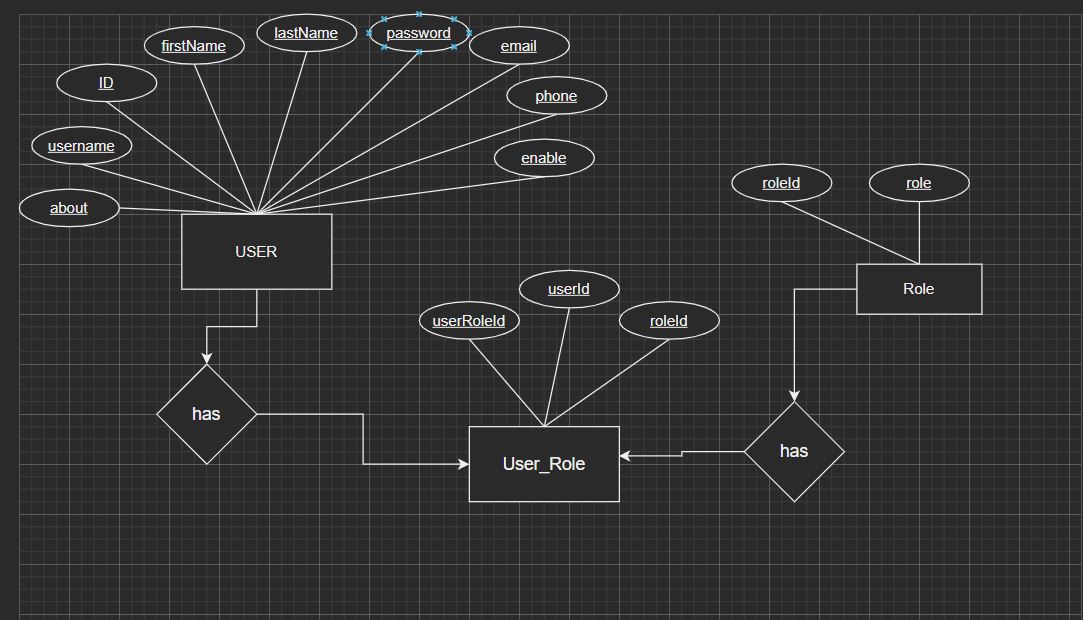 lastName
password
firstName
email
ID
phone
username
enable
about
roleId
role
USER
userId
Role
userRoleId
roleId
has
has
User_Role